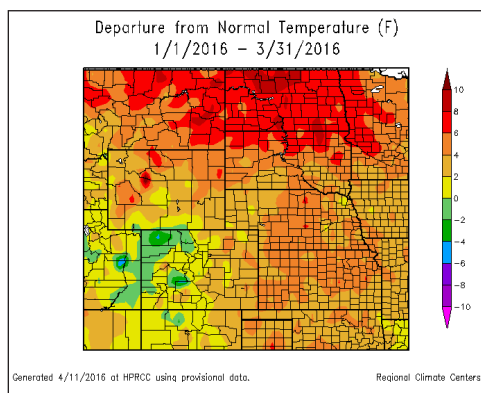 Departure from Normal Temperature (F)
1/1/2016 – 3/31/2016
10
8
6
4
2
0
-2
-4
-6
-8
-10
Generated 4/11/2016 at HPRCC using provisional data.
Regional Climate Centers